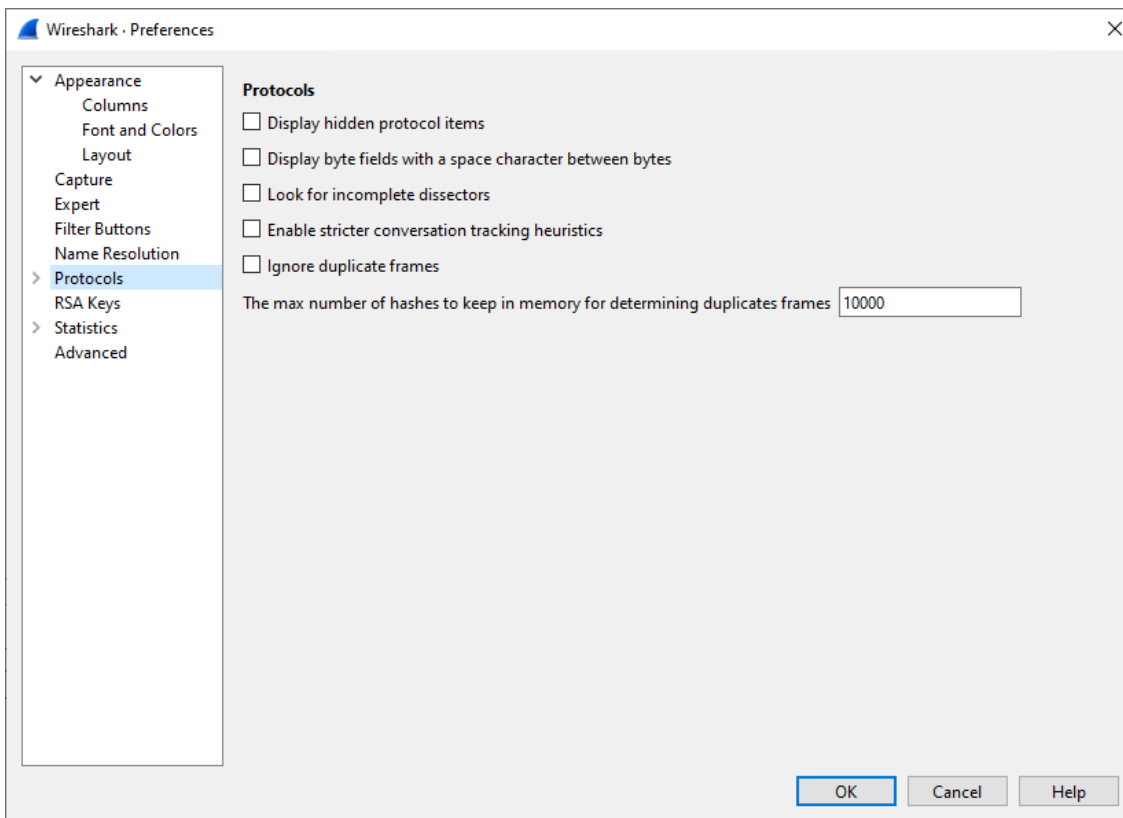 Wireshark · Preferences
Appearance
Columns
Font and Colors
Layout
Capture
Expert
Filter Buttons
Name Resolution
Protocols
RSA Keys
Statistics
Advanced
Protocols
Display hidden protocol items
Display byte fields with a space character between bytes
Look for incomplete dissectors
Enable stricter conversation tracking heuristics
Ignore duplicate frames
The max number of hashes to keep in memory for determining duplicates frames 10000
OK Cancel Help